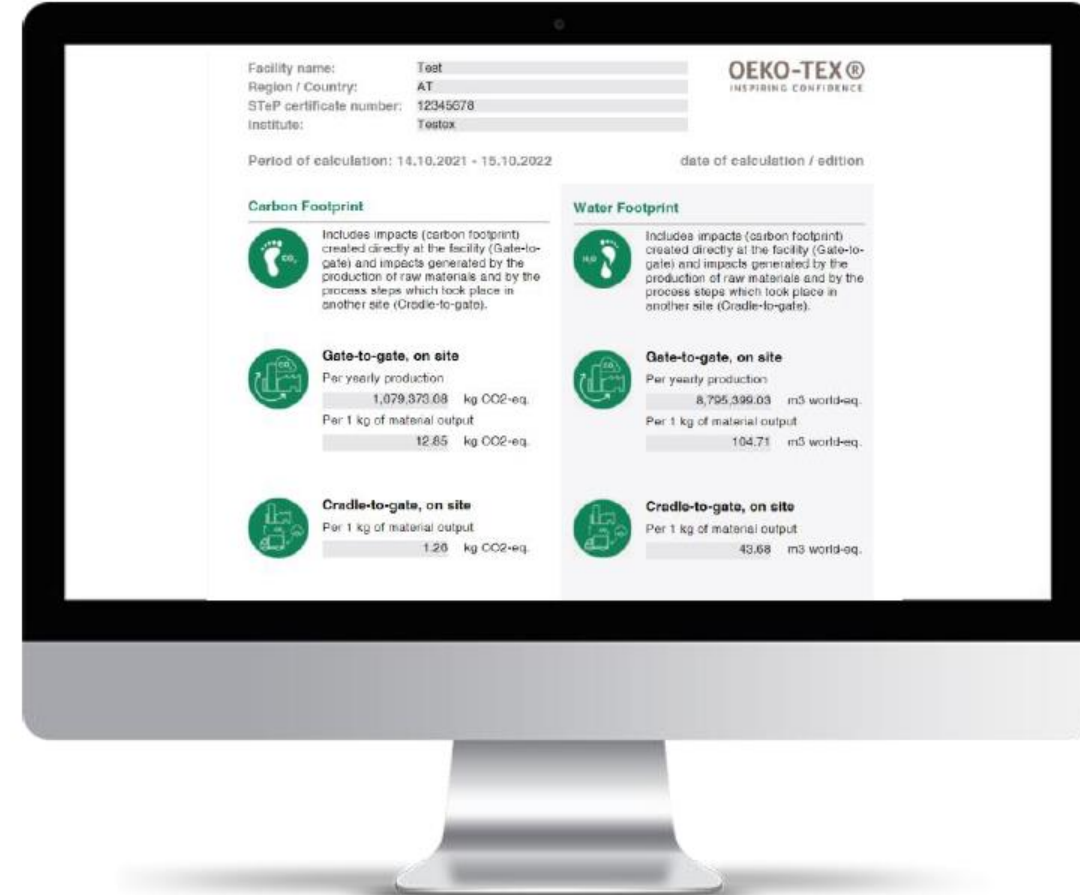 Facility name: Test
Region / Country: AT
STeP certificate number: 12345678
Institute: Testex
OEKO-TEX®
INSPIRING CONFIDENCE
Period of calculation: 14.10.2021 - 15.10.2022
date of calculation / edition
Carbon Footprint
CO₂
Includes impacts (carbon footprint)
created directly at the facility (Gate-to-
gate) and impacts generated by the
production of raw materials and by the
process steps which took place in
another site (Cradle-to-gate).
CO₂
Gate-to-gate, on site
Per yearly production
1,079,373.08 kg CO2-eq.
Per 1 kg of material output
12.85 kg CO2-eq.
Cradle-to-gate, on site
Per 1 kg of material output
1.26 kg CO2-eq.
Water Footprint
H₂O
Includes impacts (carbon footprint)
created directly at the facility (Gate-to-
gate) and impacts generated by the
production of raw materials and by the
process steps which took place in
another site (Cradle-to-gate).
CO₂
Gate-to-gate, on site
Per yearly production
8,795,399.03 m3 world-eq.
Per 1 kg of material output
104.71 m3 world-eq.
Cradle-to-gate, on site
Per 1 kg of material output
43.68 m3 world-eq.